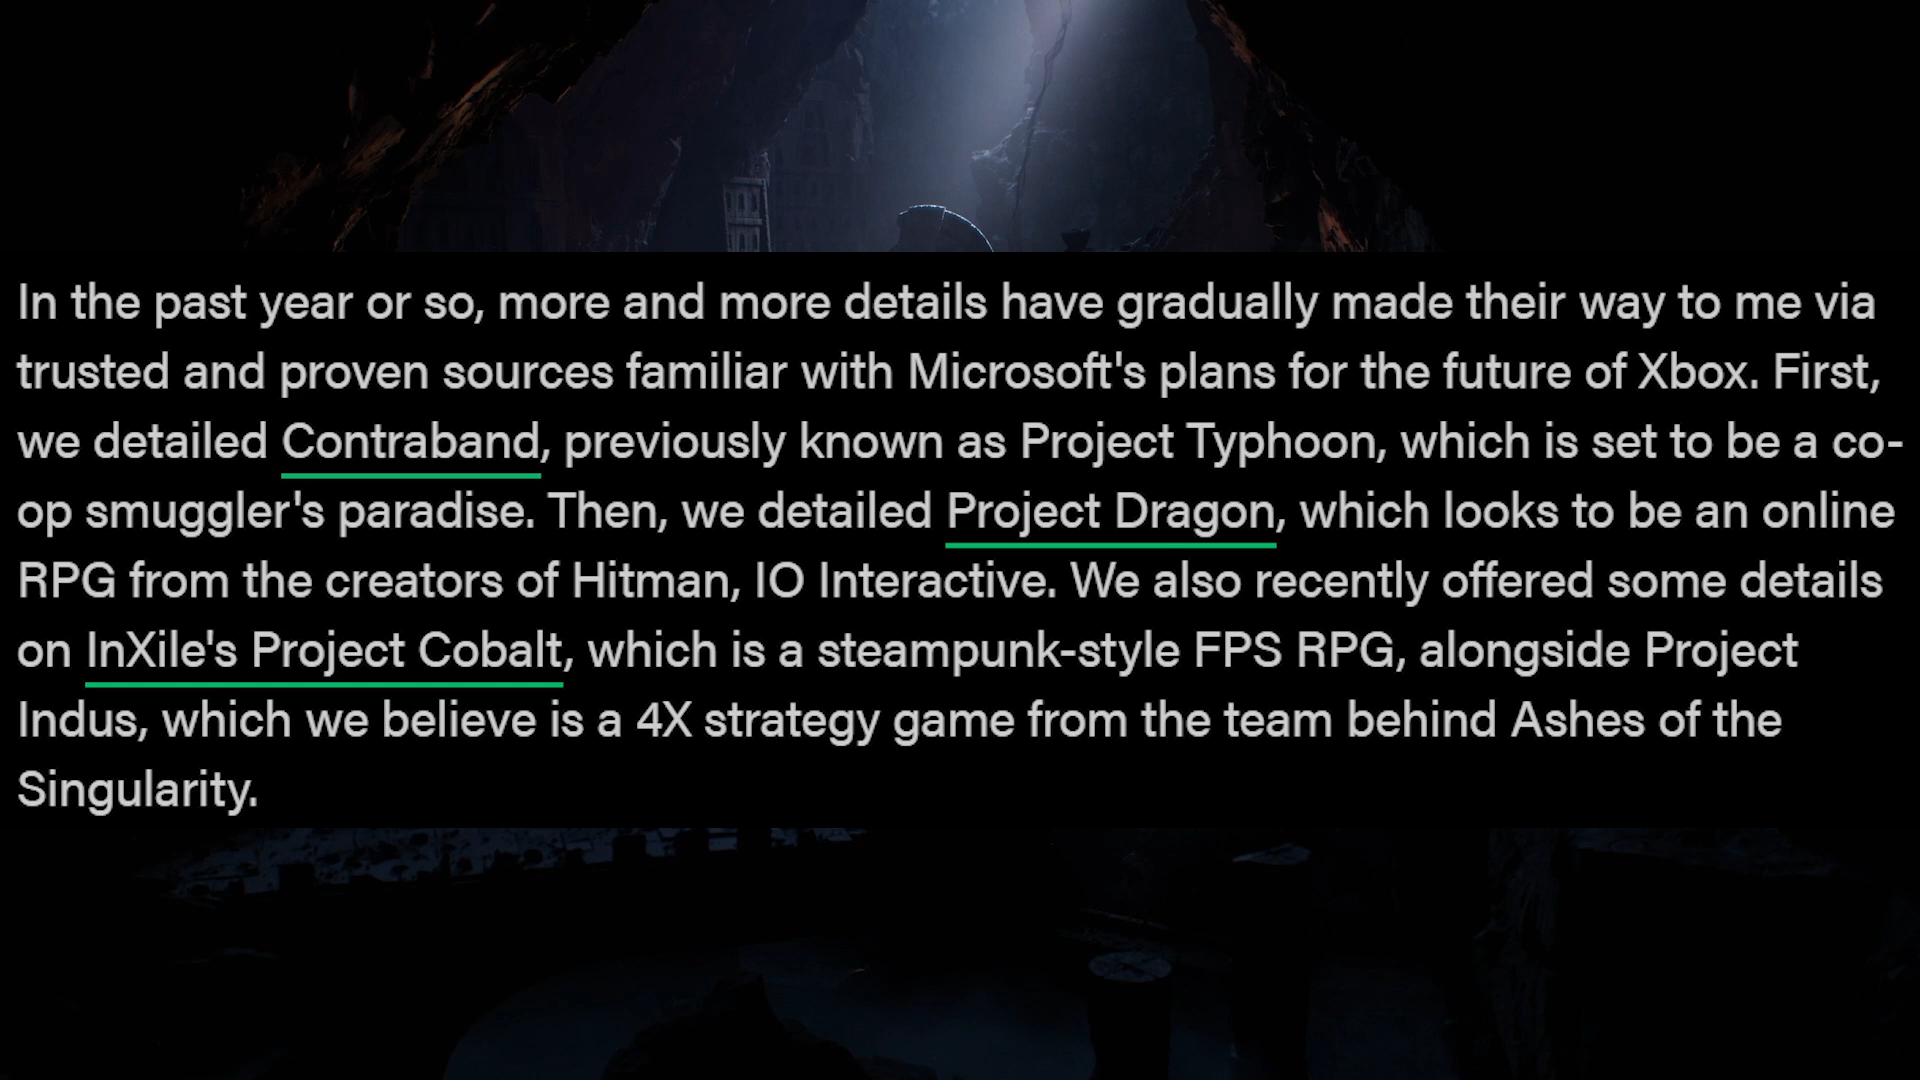 In the past year or so, more and more details have gradually made their way to me via
trusted and proven sources familiar with Microsoft's plans for the future of Xbox. First,
we detailed Contraband, previously known as Project Typhoon, which is set to be a co-
op smuggler's paradise. Then, we detailed Project Dragon, which looks to be an online
RPG from the creators of Hitman, IO Interactive. We also recently offered some details
on InXile's Project Cobalt, which is a steampunk-style FPS RPG, alongside Project
Indus, which we believe is a 4X strategy game from the team behind Ashes of the
Singularity.